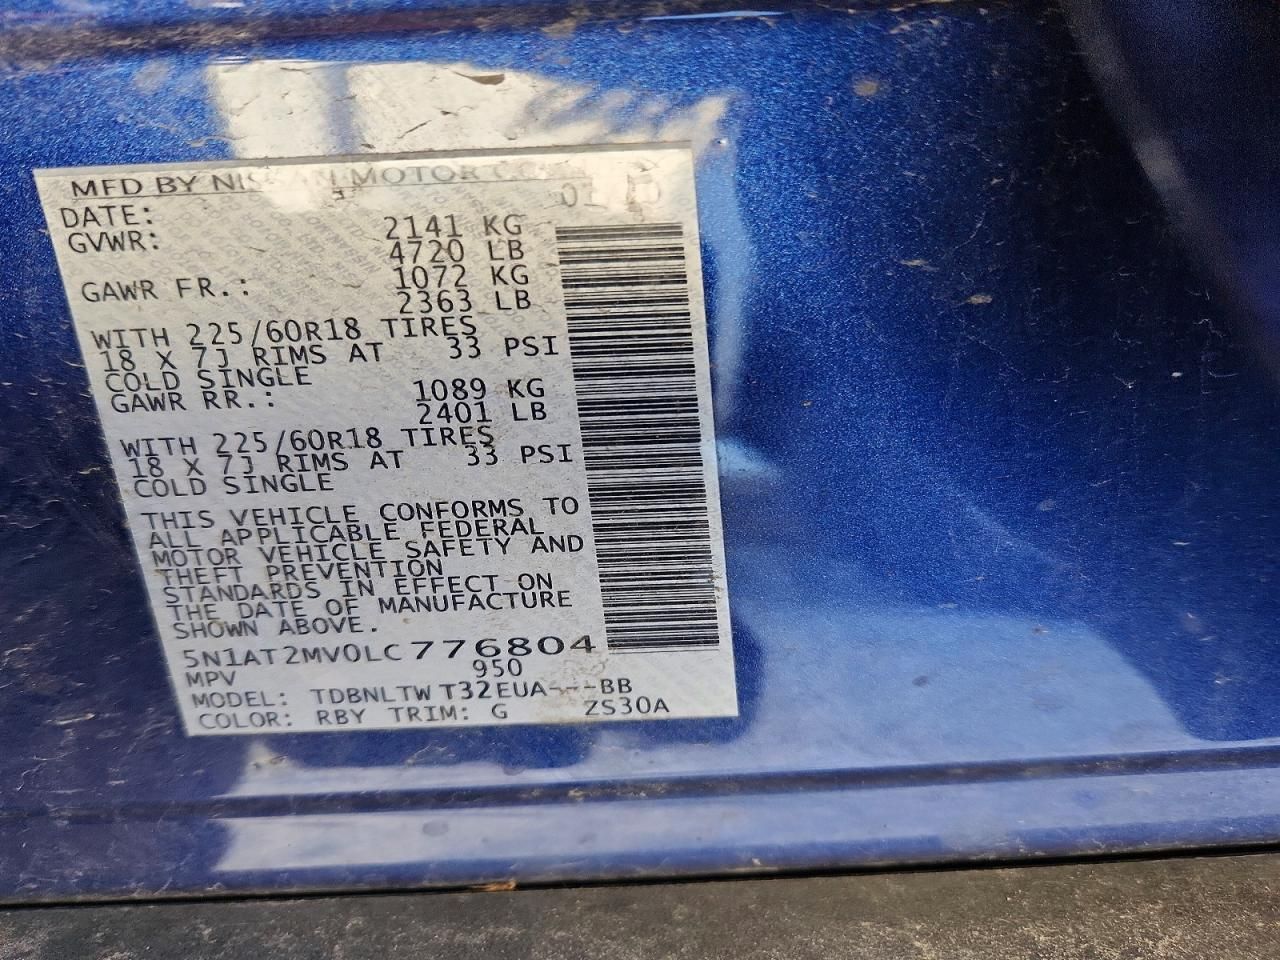 MFD BY NISSAN MOTOR
DATE:
GVWR: 2141 KG
4720 LB
GAWR FR.: 1072 KG
2363 LB
WITH 225/60R18 TIRES
18 X 7J RIMS AT 33 PSI
COLD SINGLE
GAWR RR.: 1089 KG
2401 LB
WITH 225/60R18 TIRES
18 X 7J RIMS AT 33 PSI
COLD SINGLE
THIS VEHICLE CONFORMS TO
ALL APPLICABLE FEDERAL
MOTOR VEHICLE SAFETY AND
THEFT PREVENTION
STANDARDS IN EFFECT ON
THE DATE OF MANUFACTURE
SHOWN ABOVE.
5N1AT2MV0LC776804
MPV 950
MODEL: TDBNLTW T32EUA---BB
COLOR: RBY TRIM: G ZS30A